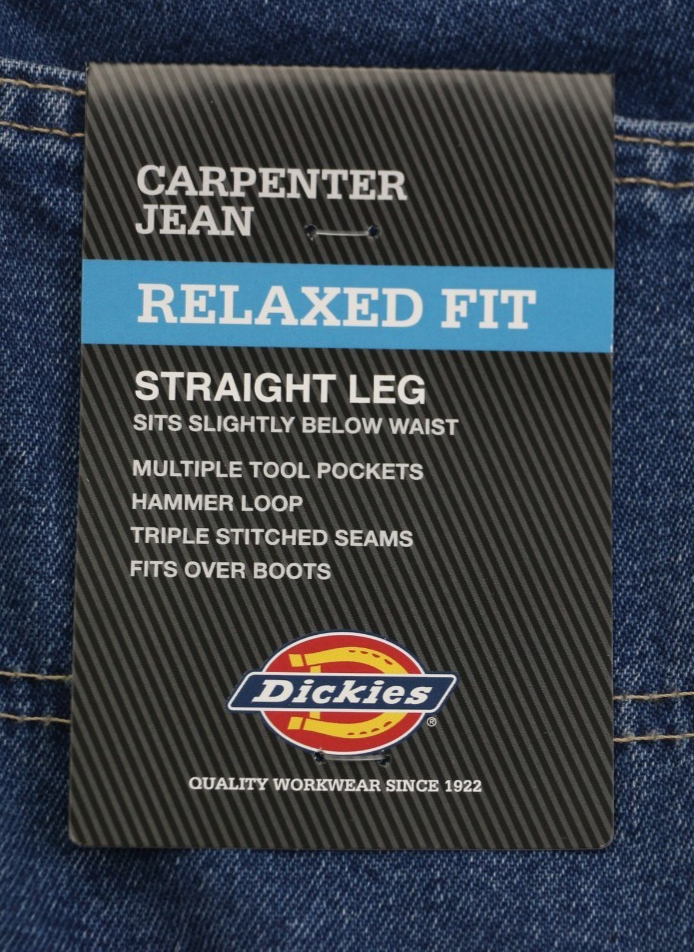 CARPENTER
JEAN
RELAXED FIT
STRAIGHT LEG
SITS SLIGHTLY BELOW WAIST
MULTIPLE TOOL POCKETS
HAMMER LOOP
TRIPLE STITCHED SEAMS
FITS OVER BOOTS
Dickies®
QUALITY WORKWEAR SINCE 1922